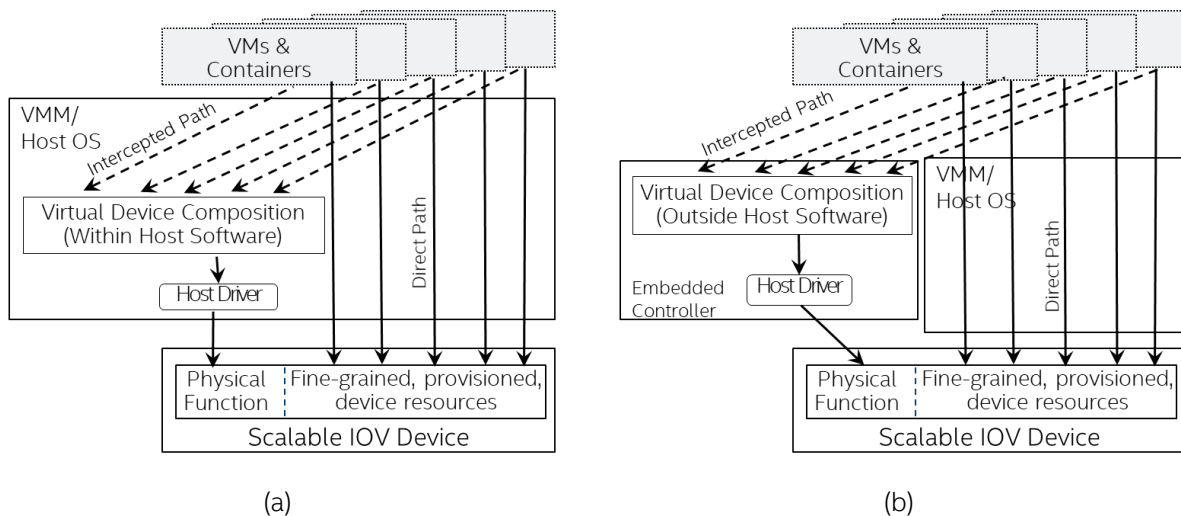 VMs &
Containers
VMM/
Host OS
Intercepted Path
Virtual Device Composition
(Within Host Software)
Direct Path
Host Driver
Physical
Function
Fine-grained, provisioned,
device resources
Scalable IOV Device
(a)
VMs &
Containers
Intercepted Path
VMM/
Host OS
Virtual Device Composition
(Outside Host Software)
Direct Path
Host Driver
Embedded
Controller
Physical
Function
Fine-grained, provisioned,
device resources
Scalable IOV Device
(b)